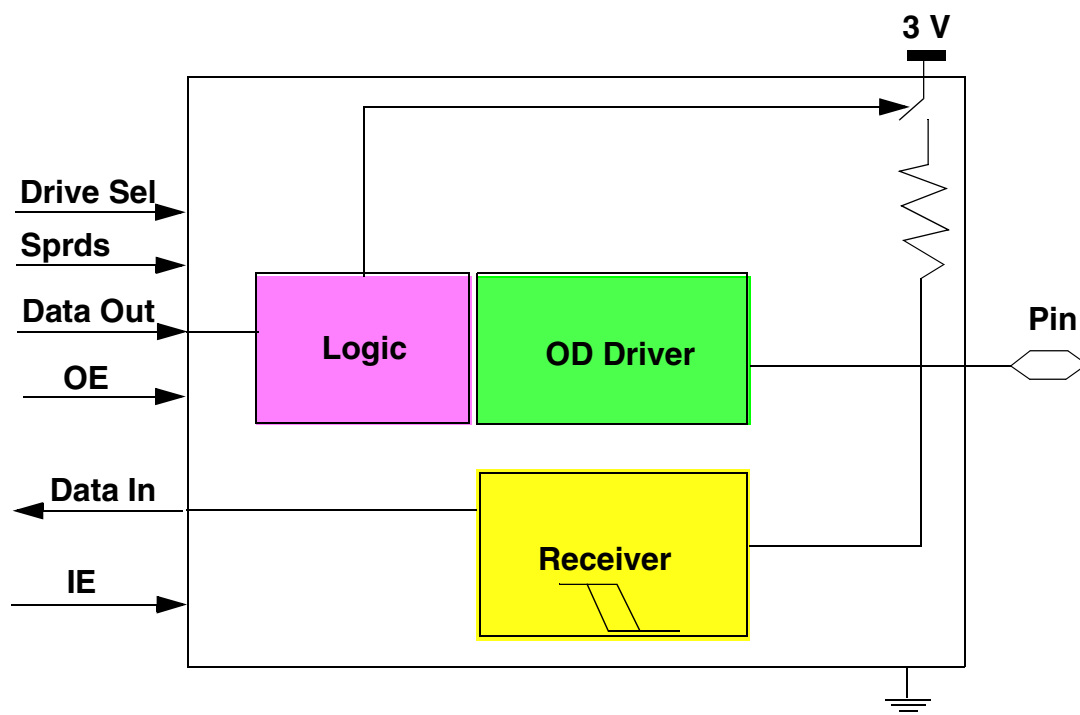 3 V
Drive Sel
Sprds
Data Out
OE
Logic
OD Driver
Pin
Data In
Receiver
IE